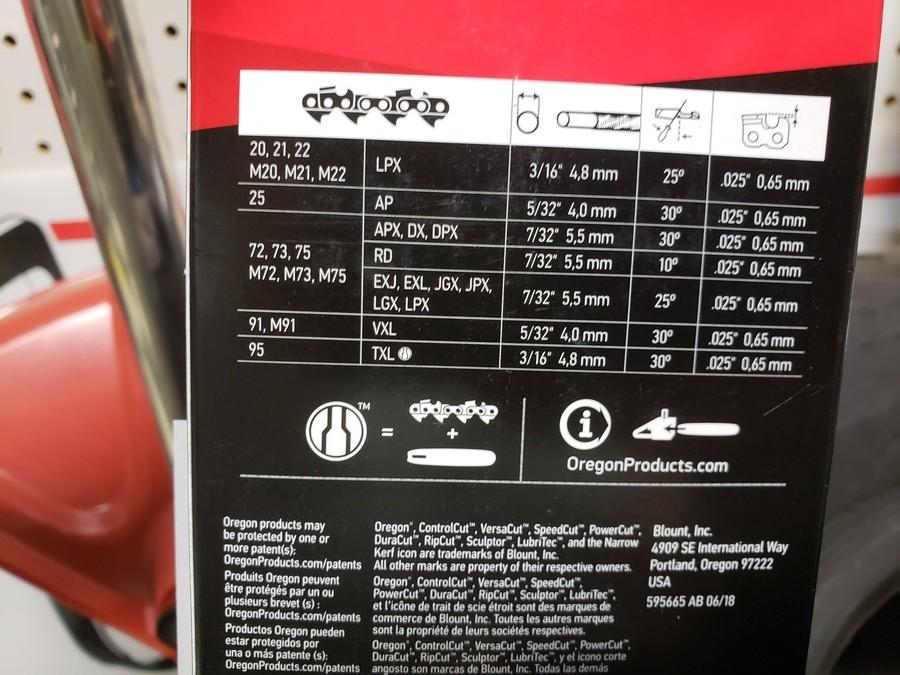 20, 21, 22
M20, M21, M22
LPX
3/16" 4,8 mm
25º
.025" 0,65 mm
25
AP
5/32" 4,0 mm
30º
.025" 0,65 mm
72, 73, 75
M72, M73, M75
APX, DX, DPX
7/32" 5,5 mm
30º
.025" 0,65 mm
RD
7/32" 5,5 mm
10º
.025" 0,65 mm
EXJ, EXL, JGX, JPX,
LGX, LPX
7/32" 5,5 mm
25º
.025" 0,65 mm
91, M91
VXL
5/32" 4,0 mm
30º
.025" 0,65 mm
95
TXL
3/16" 4,8 mm
30º
.025" 0,65 mm
TM
=
+
i
OregonProducts.com
Oregon products may
be protected by one or
more patent(s):
OregonProducts.com/patents
Produits Oregon peuvent
être protégés par un ou
plusieurs brevet (s) :
OregonProducts.com/patents
Productos Oregon pueden
estar protegidos por
una o más patente (s):
OregonProducts.com/patents
Oregon®, ControlCut™, VersaCut™, SpeedCut™, PowerCut™,
DuraCut™, RipCut™, Sculptor™, LubriTec™, and the Narrow
Kerf icon are trademarks of Blount, Inc.
All other marks are property of their respective owners.
Oregon®, ControlCut™, VersaCut™, SpeedCut™,
PowerCut™, DuraCut™, RipCut™, Sculptor™, LubriTec™,
et l'icône de trait de scie étroit sont des marques de
commerce de Blount, Inc. Toutes les autres marques
sont la propriété de leurs sociétés respectives.
Oregon®, ControlCut™, VersaCut™, SpeedCut™, PowerCut™,
DuraCut™, RipCut™, Sculptor™, LubriTec™, y el icono corte
angosto son marcas de Blount, Inc. Todas las demás
Blount, Inc.
4909 SE International Way
Portland, Oregon 97222
USA
595665 AB 06/18